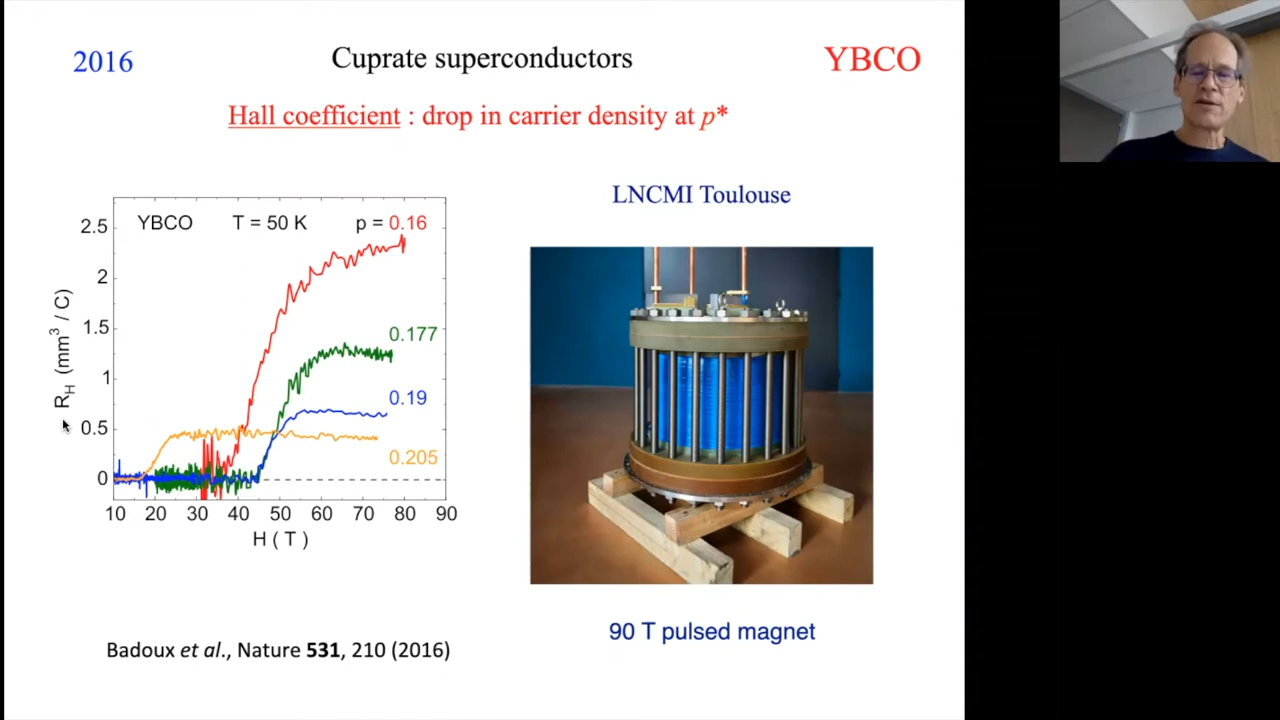 2016
Cuprate superconductors
YBCO
Hall coefficient : drop in carrier density at p*
LNCMI Toulouse
YBCO T = 50 K p = 0.16
0.177
0.19
0.205
R_H (mm³ / C)
2.5
2
1.5
1
0.5
0
10 20 30 40 50 60 70 80 90
H ( T )
90 T pulsed magnet
Badoux et al., Nature 531, 210 (2016)